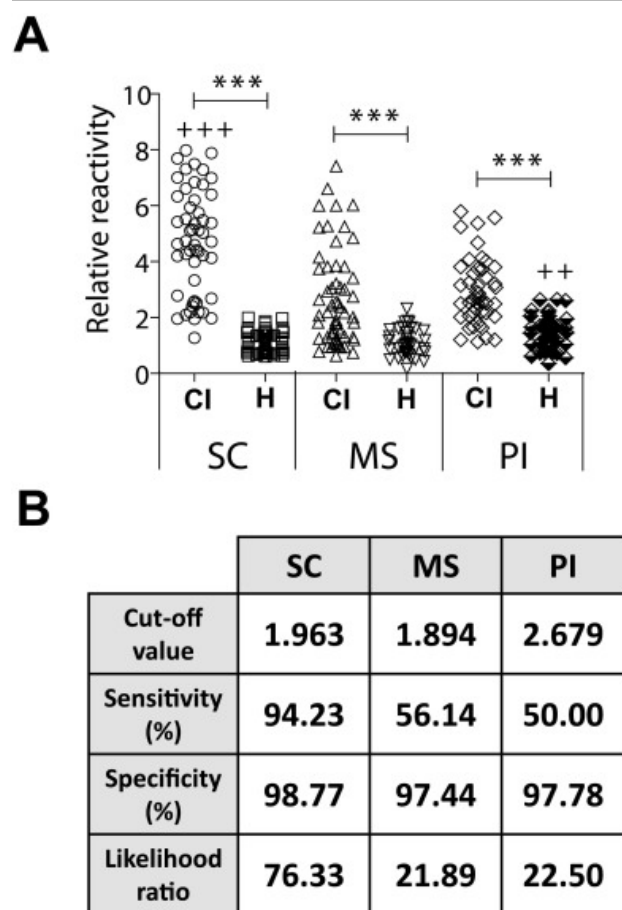 A
Relative reactivity
10
8
6
4
2
0
+++
***
***
***
++
CI H CI H CI H
SC MS PI
B
SC MS PI
Cut-off
value
1.963 1.894 2.679
Sensitivity
(%)
94.23 56.14 50.00
Specificity
(%)
98.77 97.44 97.78
Likelihood
ratio
76.33 21.89 22.50